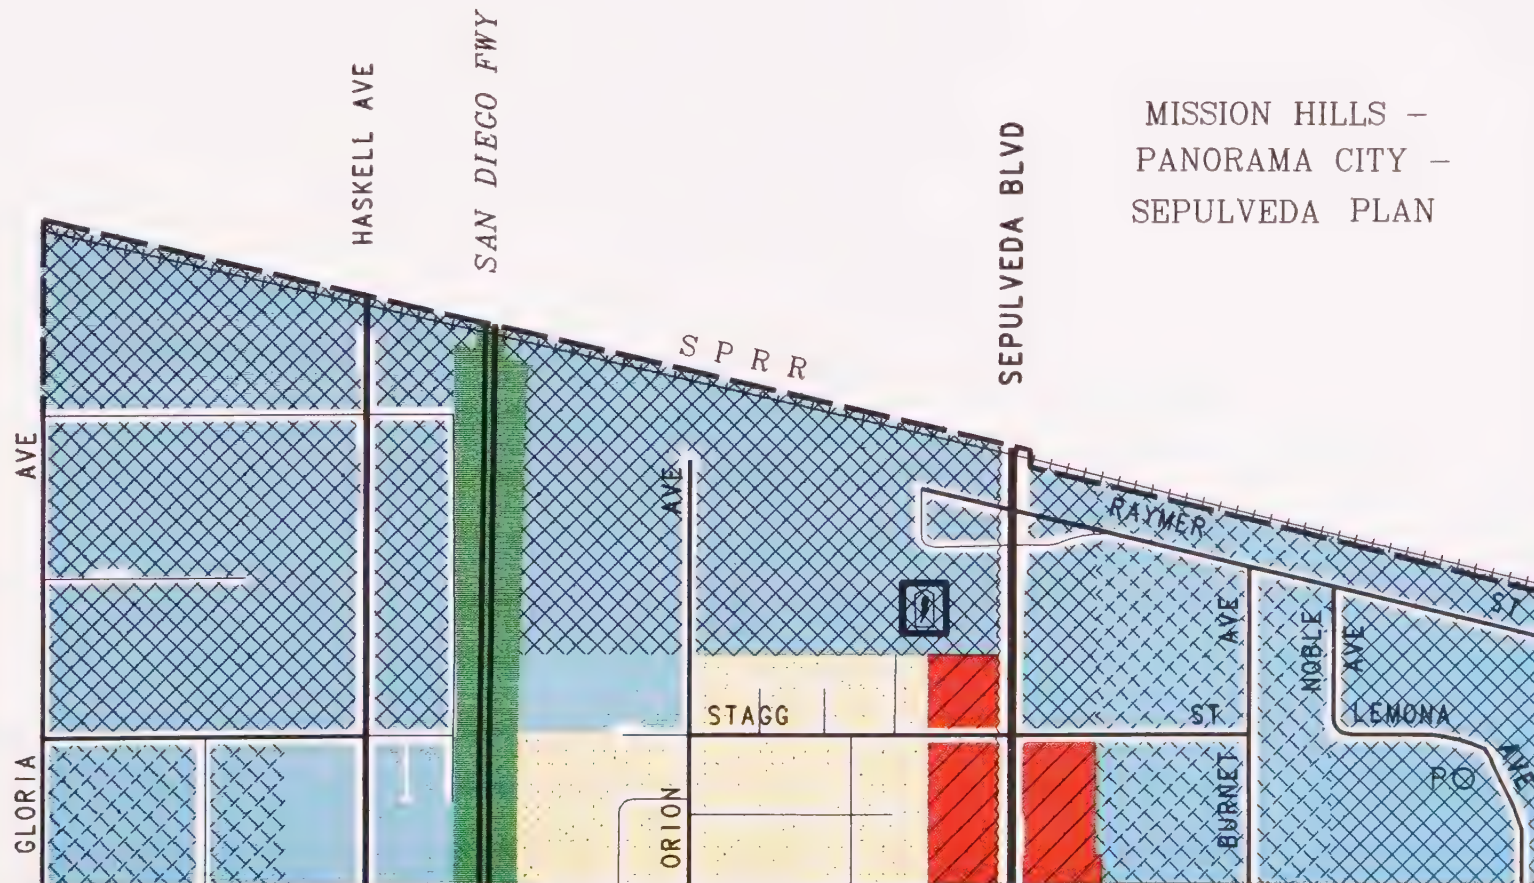 HASKELL AVE
SAN DIEGO FWY
SEPULVEDA BLVD
MISSION HILLS –
PANORAMA CITY –
SEPULVEDA PLAN
S P R R
GLORIA AVE
ORION AVE
RAYMER ST
BURNET AVE
NOBLE AVE
STAGG ST
LEMONA AVE
PO